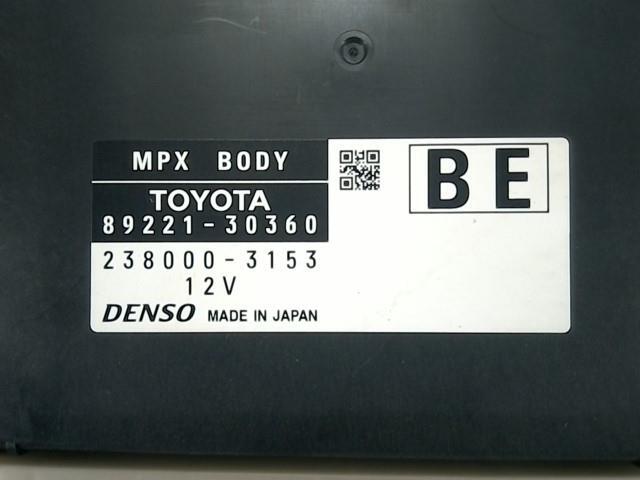 MPX BODY
BE
TOYOTA
89221-30360
238000-3153
12V
DENSO MADE IN JAPAN